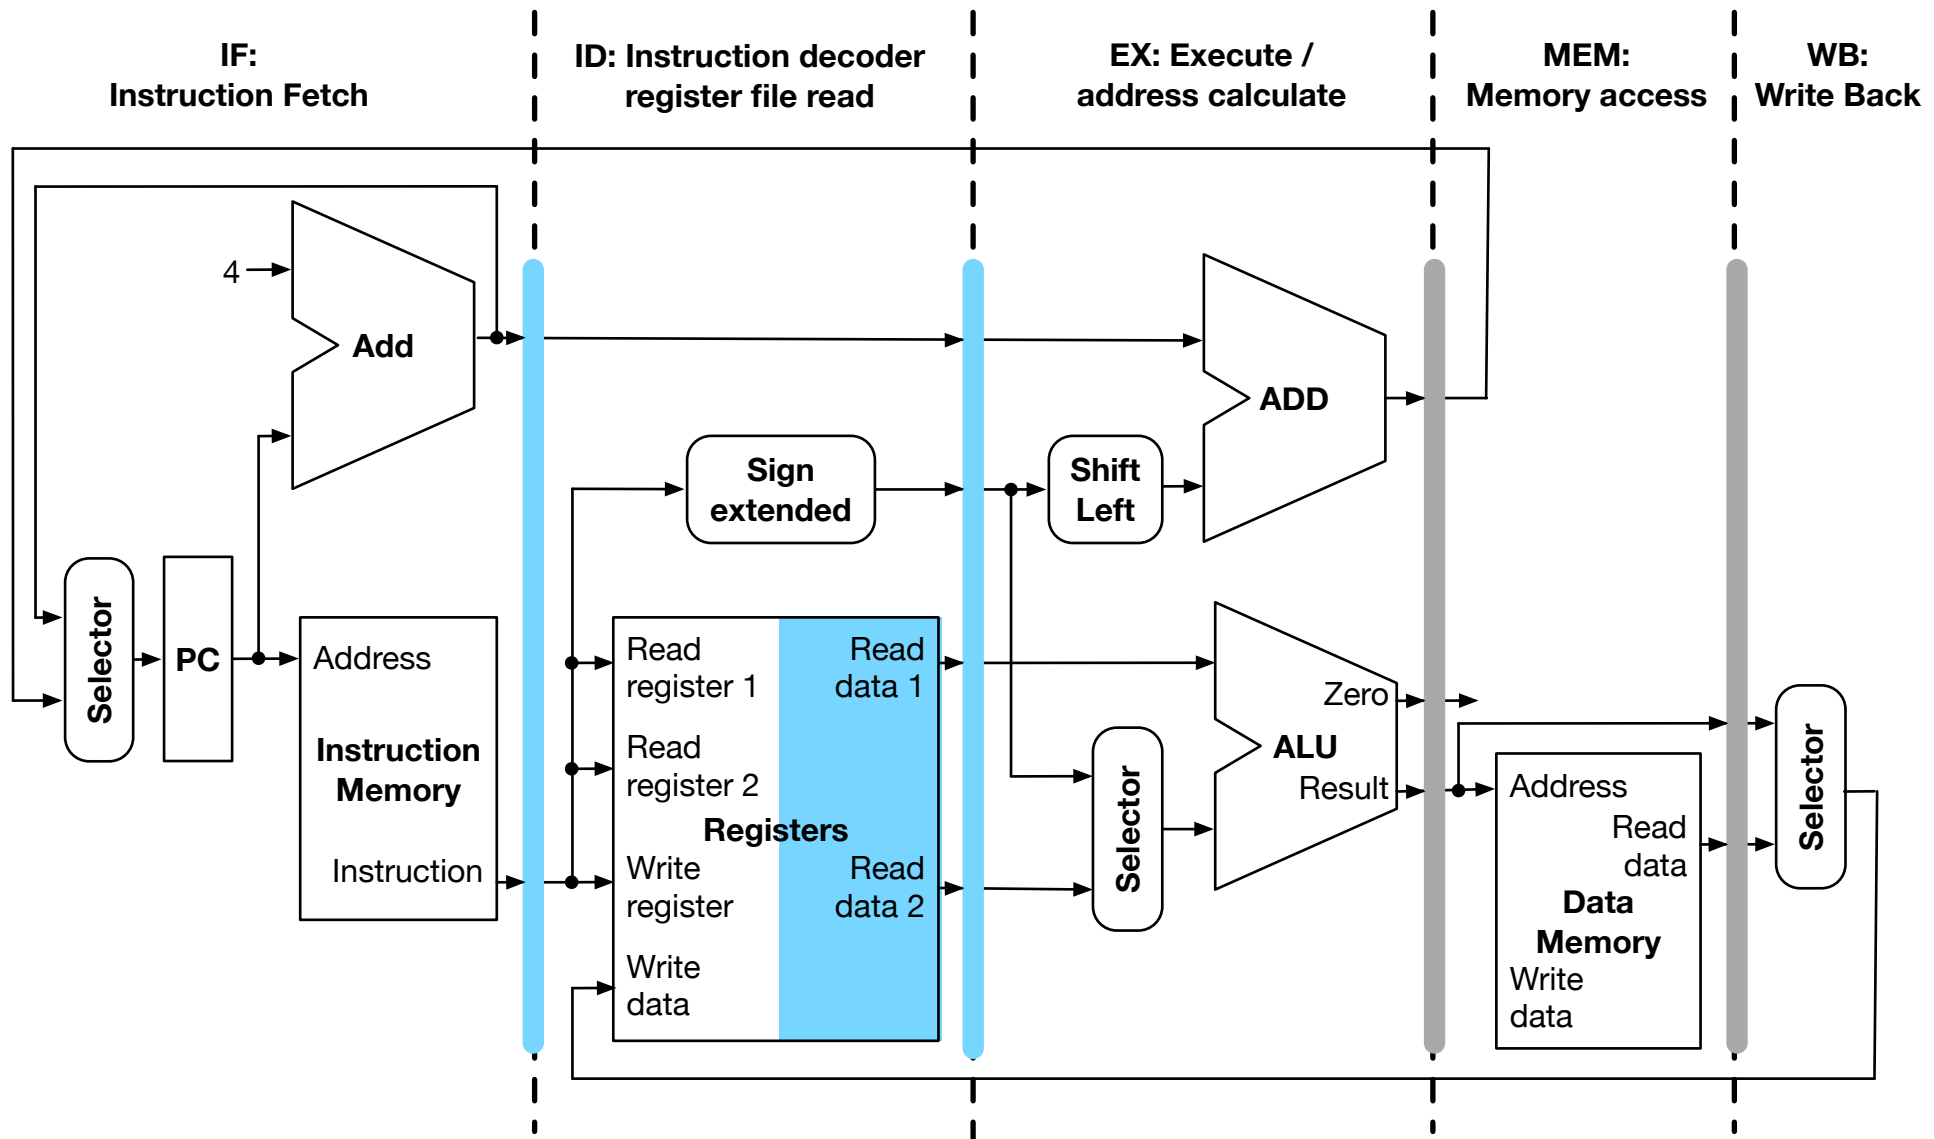 IF:
Instruction Fetch
ID: Instruction decoder
register file read
EX: Execute /
address calculate
MEM:
Memory access
WB:
Write Back
4
Add
ADD
Sign
extended
Shift
Left
Selector
PC
Address
Instruction
Memory
Instruction
Read
register 1
Read
data 1
Read
register 2
Registers
Write
register
Read
data 2
Write
data
Selector
Zero
ALU
Result
Address
Read
data
Data
Memory
Write
data
Selector